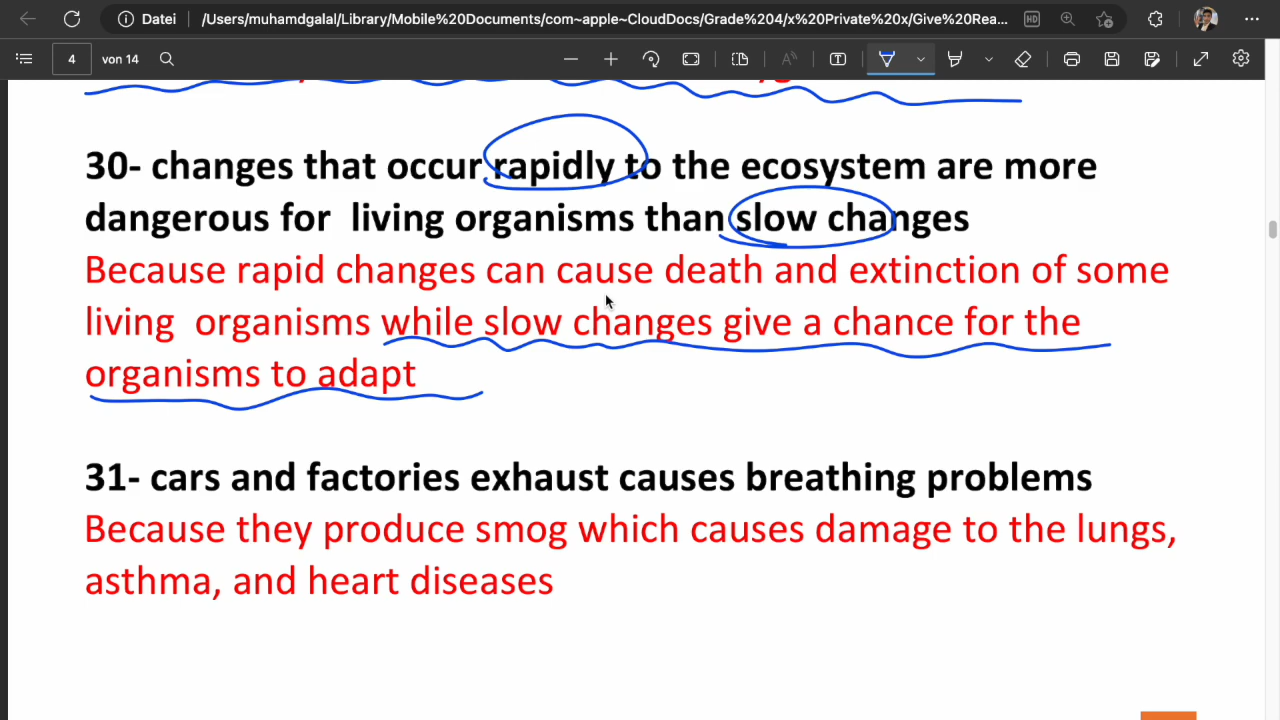 Datei
/Users/muhamdgalal/Library/Mobile%20Documents/com~apple~CloudDocs/Grade%204/x%20Private%20x/Give%20Rea...
HD
4 von 14
30- changes that occur rapidly to the ecosystem are more
dangerous for living organisms than slow changes
Because rapid changes can cause death and extinction of some
living organisms while slow changes give a chance for the
organisms to adapt
31- cars and factories exhaust causes breathing problems
Because they produce smog which causes damage to the lungs,
asthma, and heart diseases